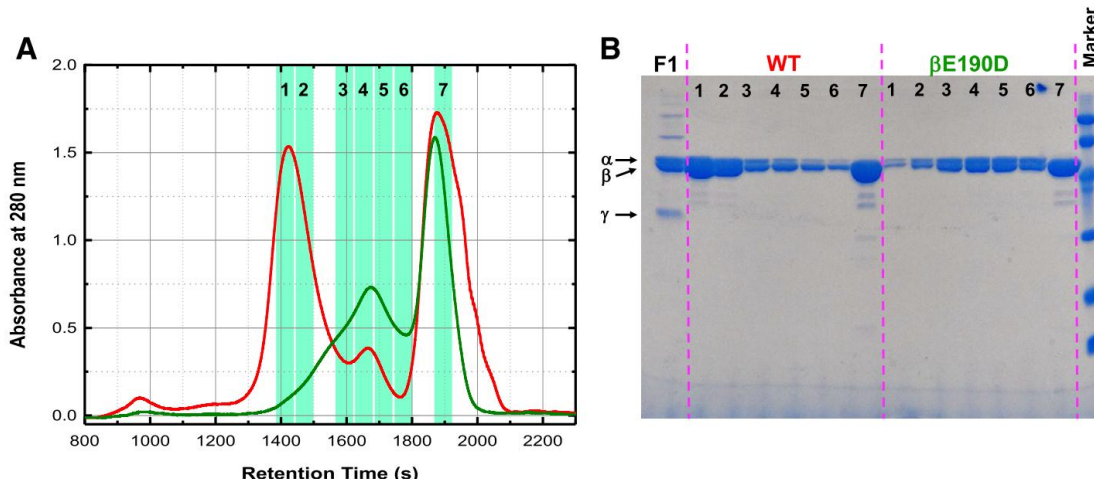 A
Absorbance at 280 nm
2.0
1.5
1.0
0.5
0.0
1 2 3 4 5 6 7
800 1000 1200 1400 1600 1800 2000 2200
Retention Time (s)
B
F1 WT βE190D Marker
1 2 3 4 5 6 7 1 2 3 4 5 6 7
α
β
γ